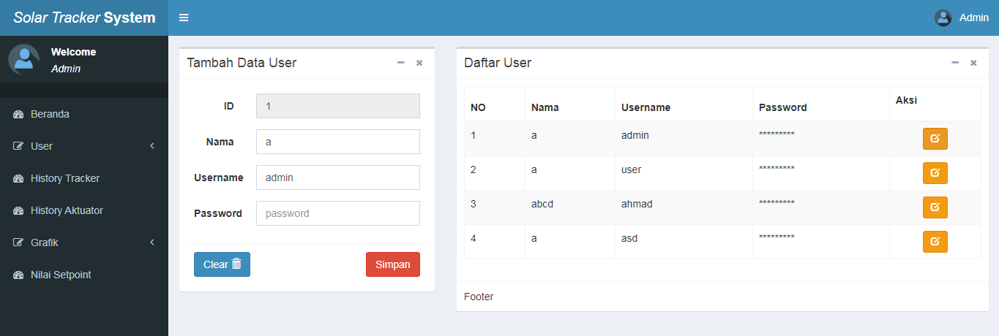 Solar Tracker System
Admin
Welcome
Admin
Beranda
User
History Tracker
History Aktuator
Grafik
Nilai Setpoint
Tambah Data User
ID 1
Nama a
Username admin
Password password
Clear Simpan
Daftar User
NO Nama Username Password Aksi
1 a admin *********
2 a user *********
3 abcd ahmad *********
4 a asd *********
Footer